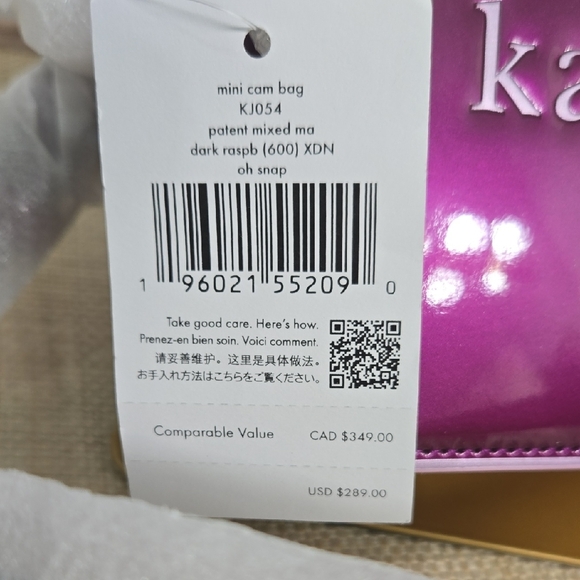 mini cam bag
KJ054
patent mixed ma
dark raspb (600) XDN
oh snap
1 96021 55209 0
Take good care. Here's how.
Prenez-en bien soin. Voici comment.
请妥善维护。这里是具体做法。
お手入れ方法はこちらをご覧ください。
Comparable Value CAD $349.00
USD $289.00
ka